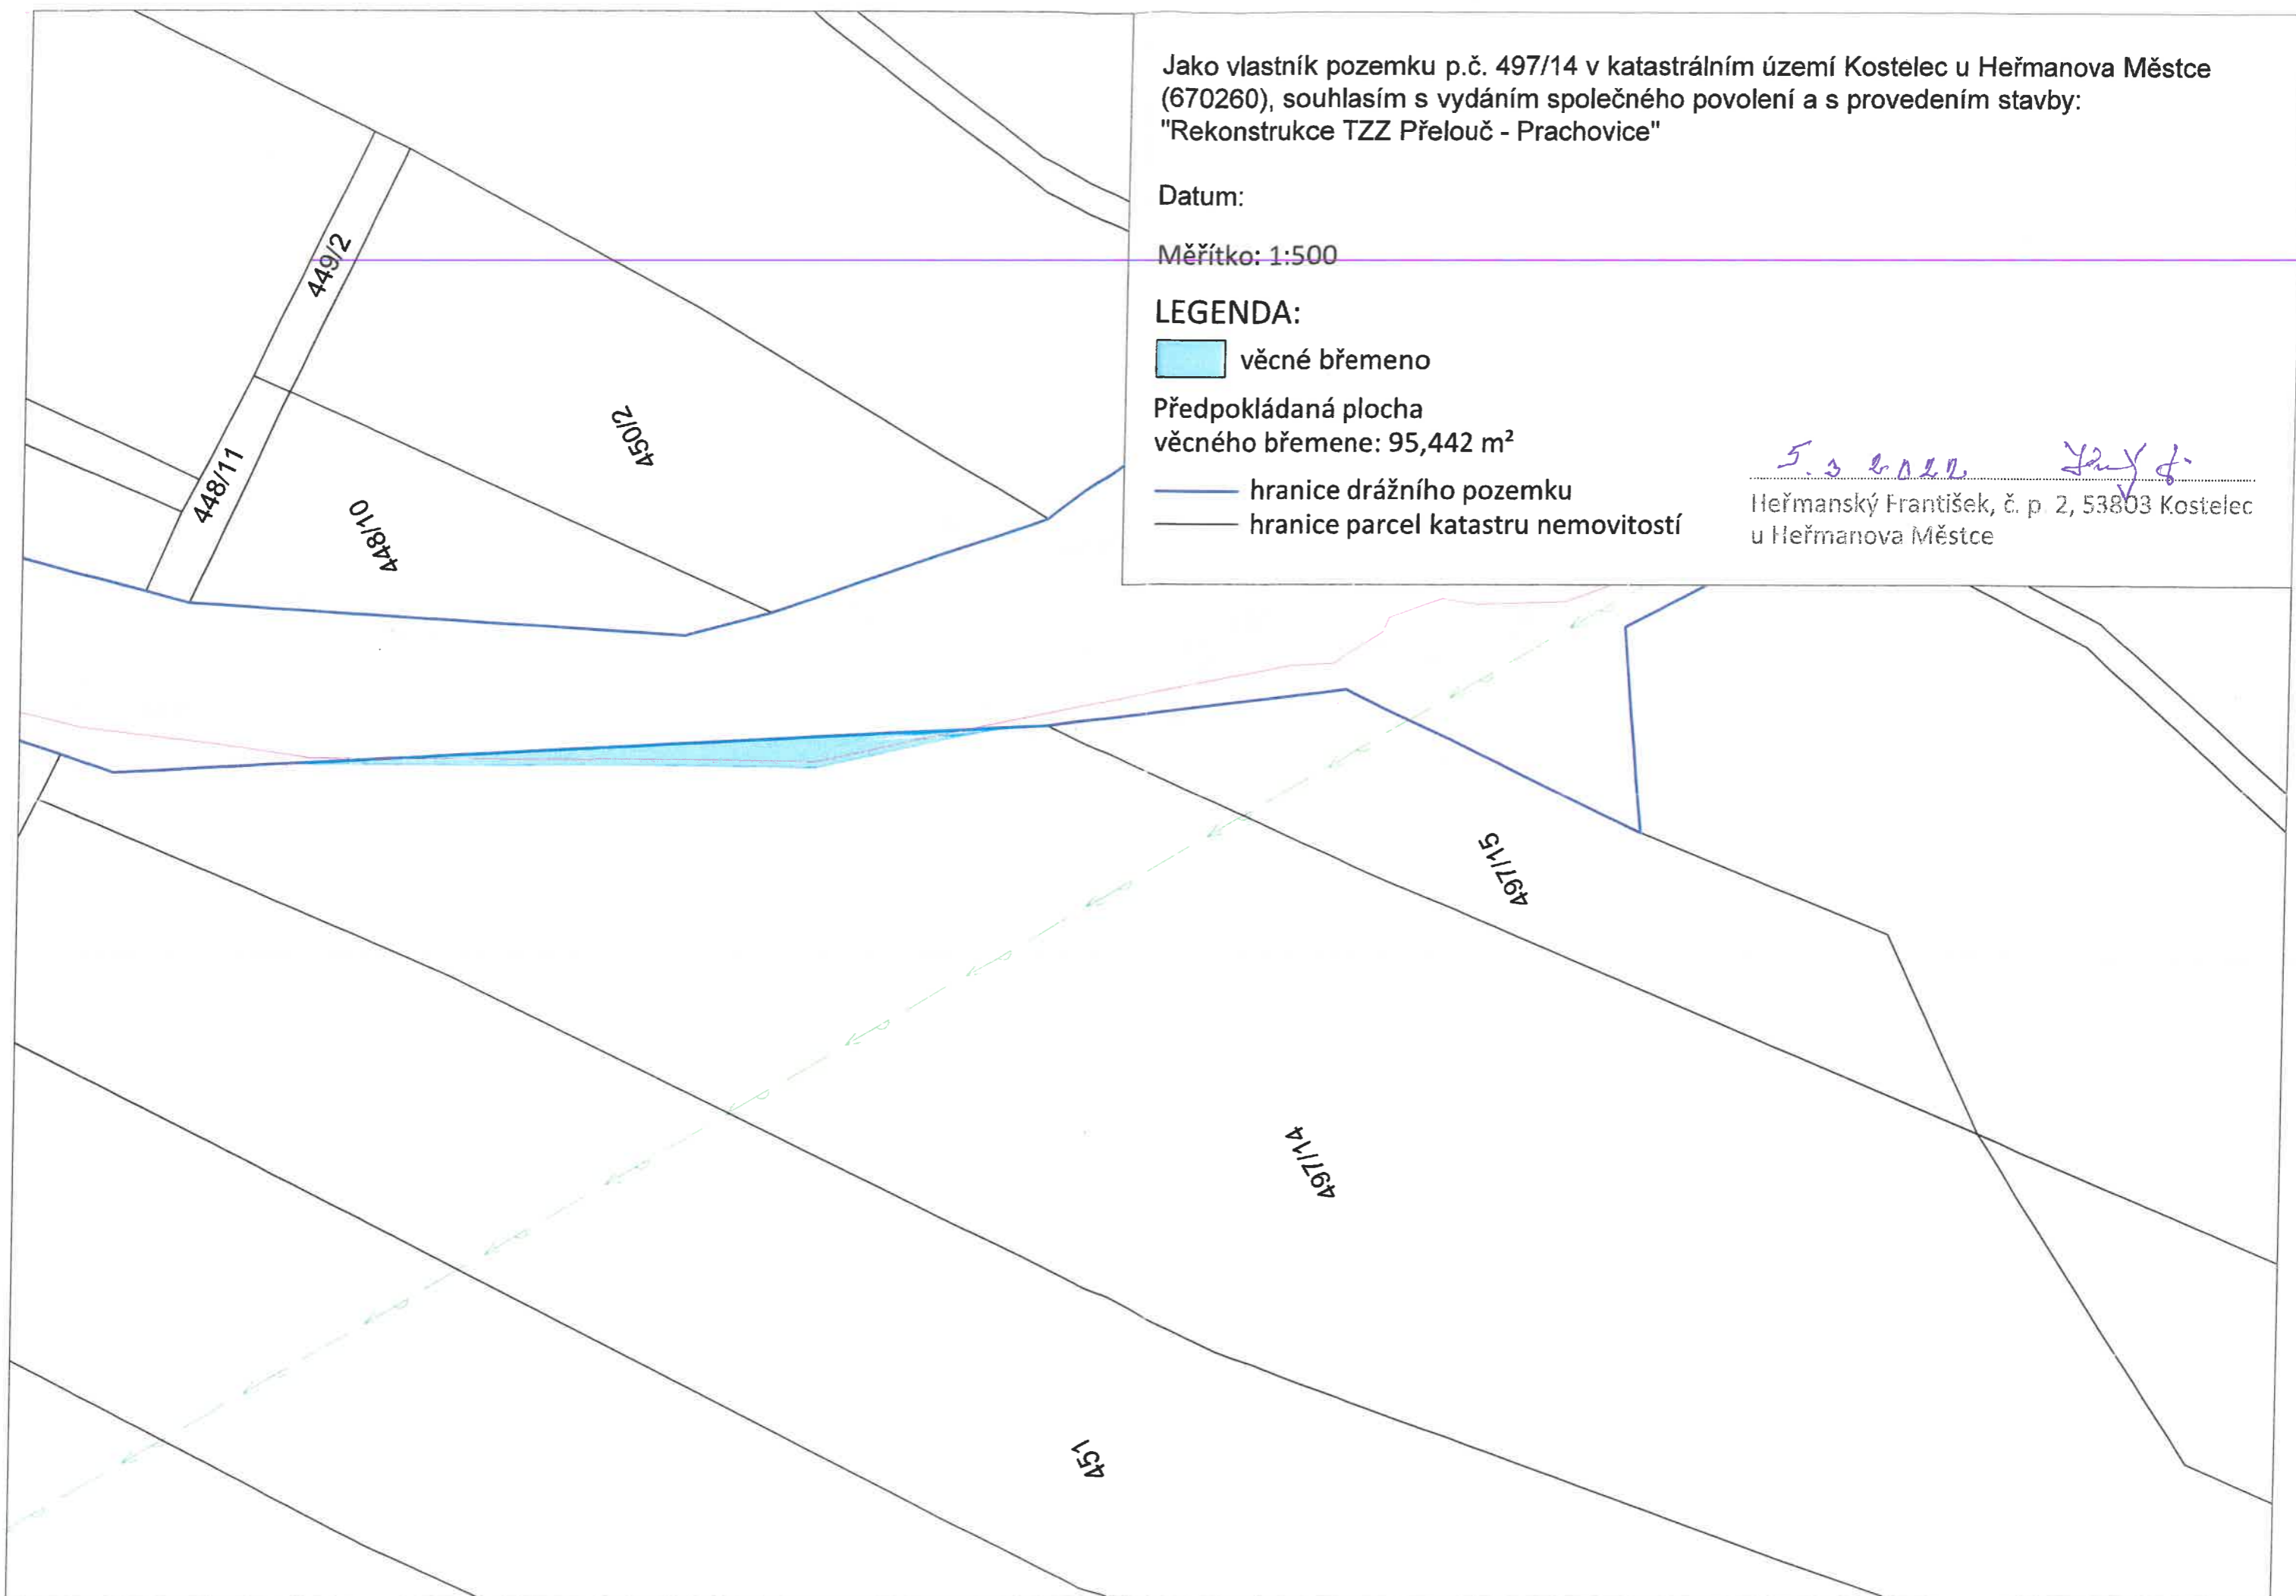 Jako vlastník pozemku p.č. 497/14 v katastrálním území Kostelec u Heřmanova Městce
(670260), souhlasím s vydáním společného povolení a s provedením stavby:
"Rekonstrukce TZZ Přelouč - Prachovice"
Datum:
Měřítko: 1:500
LEGENDA:
věcné břemeno
Předpokládaná plocha
věcného břemene: 95,442 m²
hranice drážního pozemku
hranice parcel katastru nemovitostí
5. 3 2022
Heřmanský František, č. p. 2, 53803 Kostelec
u Heřmanova Městce
449/2
448/11
450/2
448/10
497/15
497/14
451